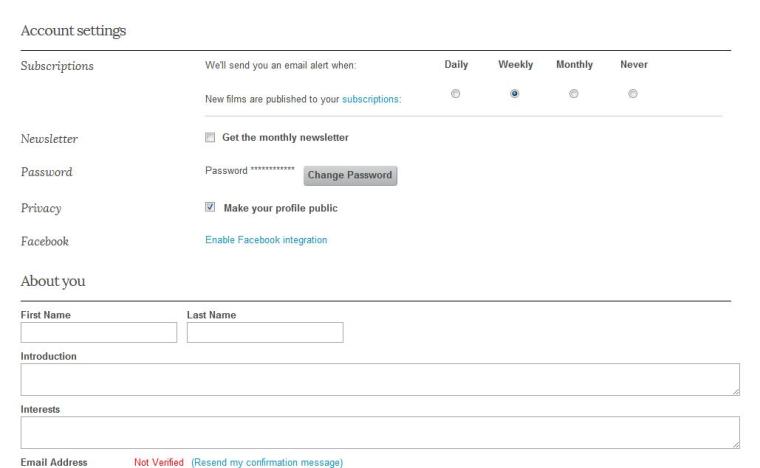 Account settings
Subscriptions We'll send you an email alert when: Daily Weekly Monthly Never
New films are published to your subscriptions:
Newsletter Get the monthly newsletter
Password Password ************ Change Password
Privacy Make your profile public
Facebook Enable Facebook integration
About you
First Name Last Name
Introduction
Interests
Email Address Not Verified (Resend my confirmation message)